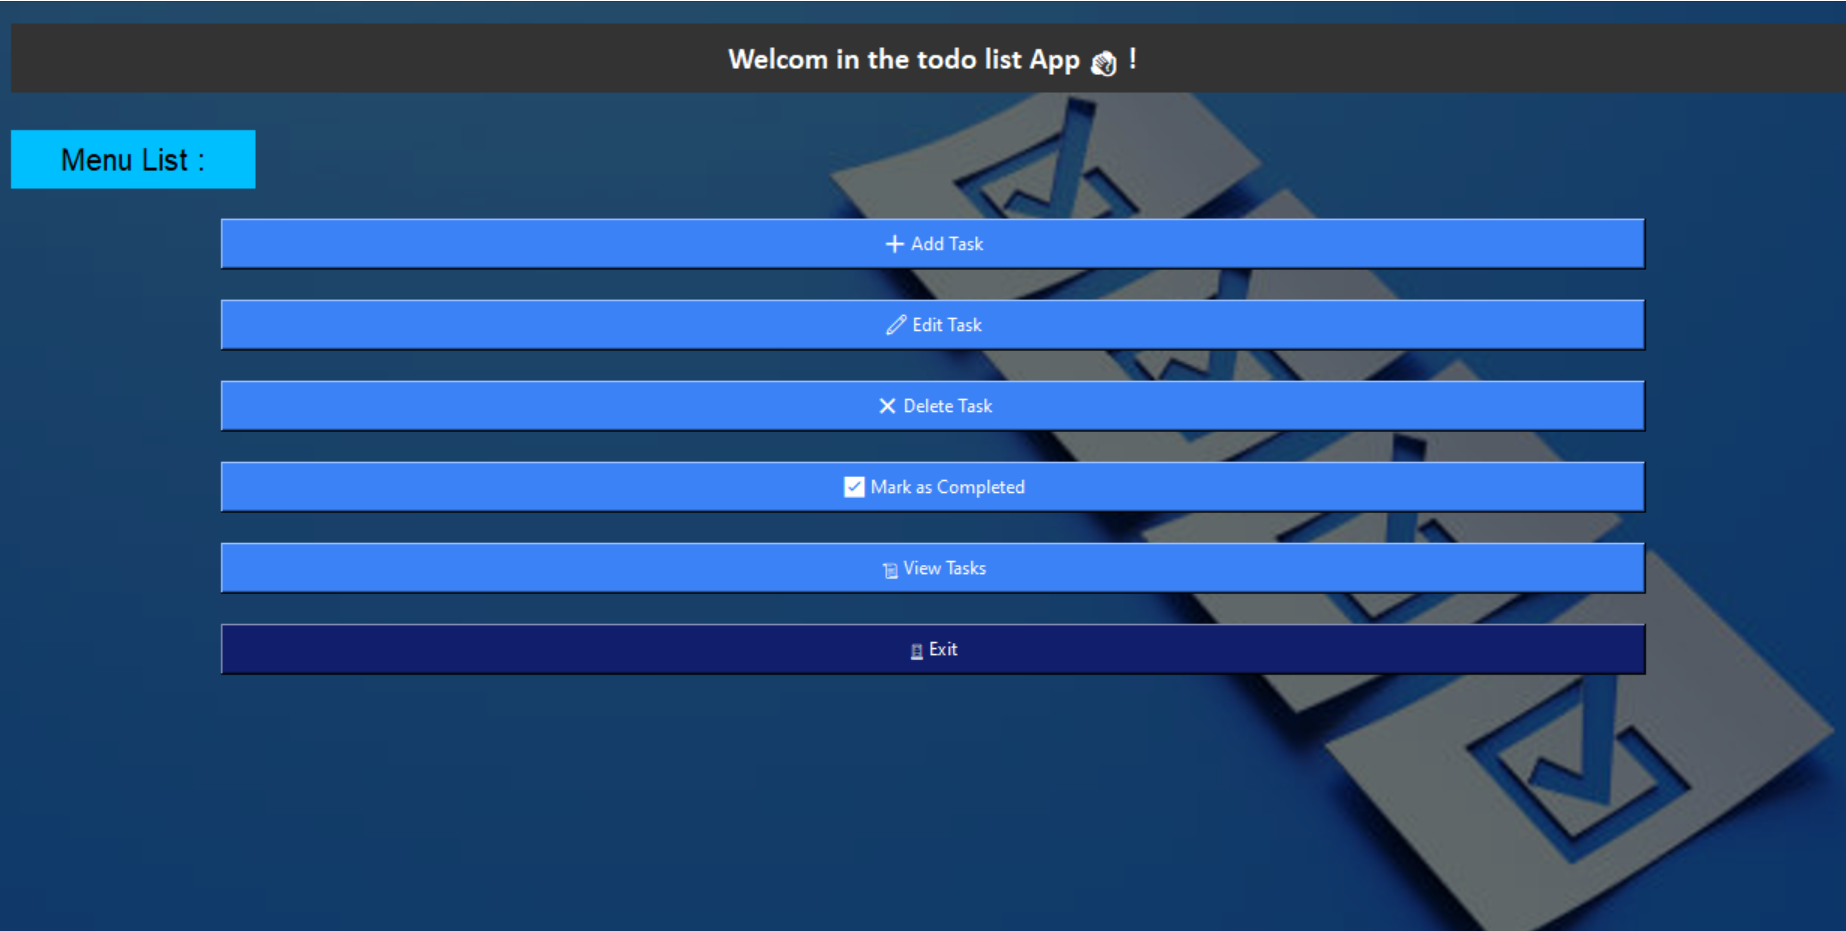 Welcom in the todo list App 👋 !
Menu List :
➕ Add Task
✏ Edit Task
❌ Delete Task
✅ Mark as Completed
📜 View Tasks
🚪 Exit